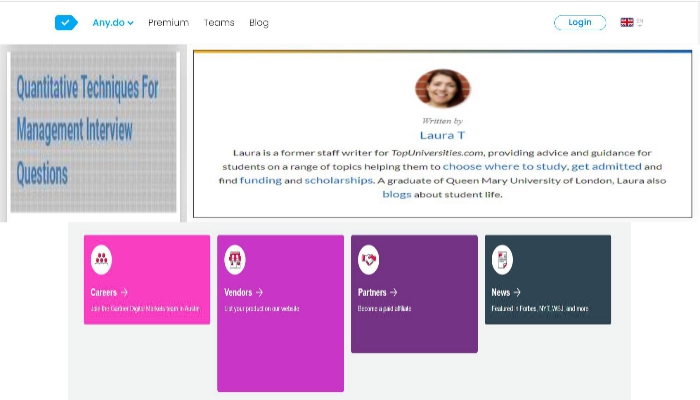 Any.do Premium Teams Blog Login EN
Quantitative Techniques For
Management Interview
Questions
Written by
Laura T
Laura is a former staff writer for TopUniversities.com, providing advice and guidance for
students on a range of topics helping them to choose where to study, get admitted and
find funding and scholarships. A graduate of Queen Mary University of London, Laura also
blogs about student life.
Careers →
Join the Gartner Digital Markets team in Austin
Vendors →
List your product on our website
Partners →
Become a paid affiliate
News →
Featured in Forbes, NYT, WSJ, and more